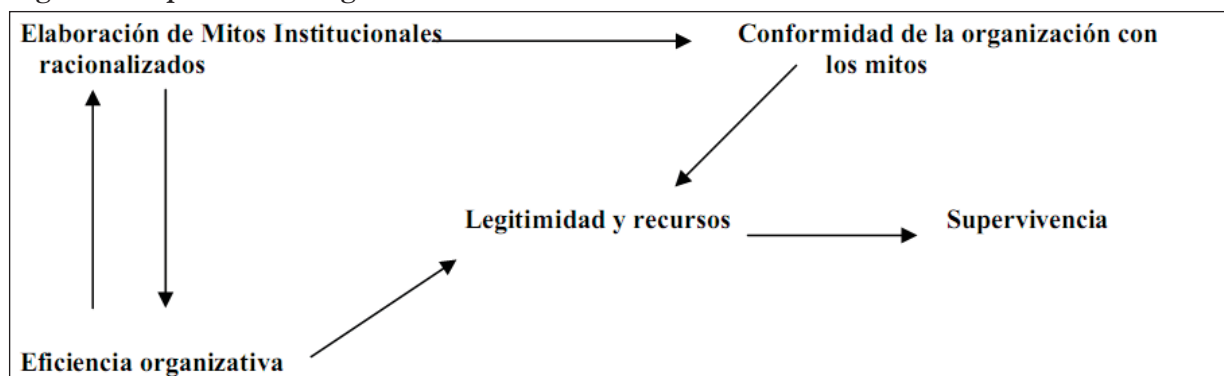 Elaboración de Mitos Institucionales
racionalizados
Conformidad de la organización con
los mitos
Legitimidad y recursos
Supervivencia
Eficiencia organizativa